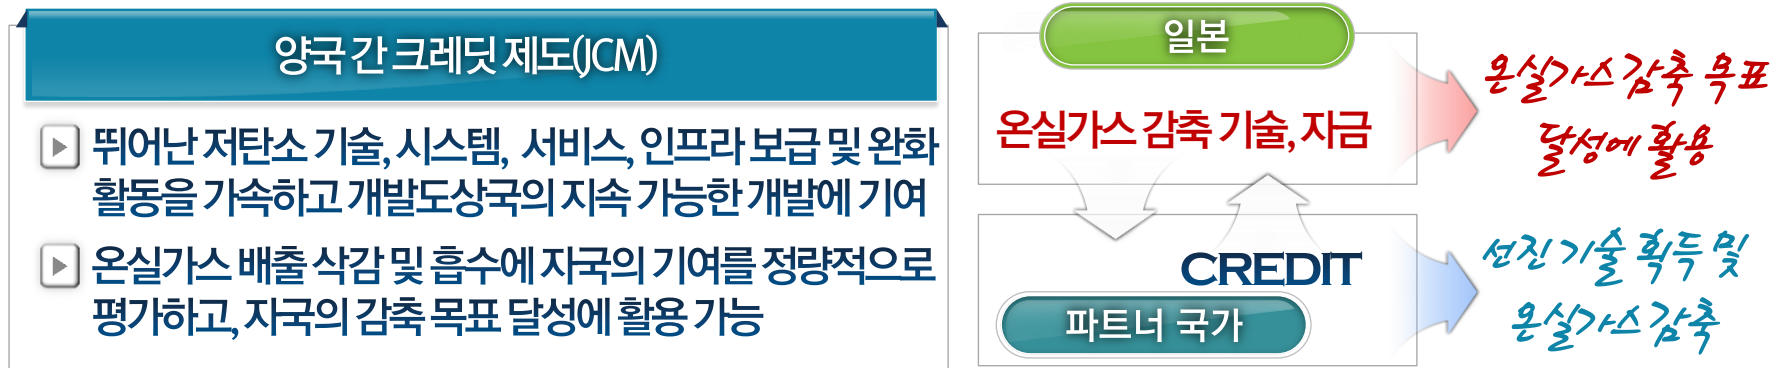 양국 간 크레딧 제도(JCM)
뛰어난 저탄소 기술, 시스템, 서비스, 인프라 보급 및 완화
활동을 가속하고 개발도상국의 지속 가능한 개발에 기여
온실가스 배출 삭감 및 흡수에 자국의 기여를 정량적으로
평가하고, 자국의 감축 목표 달성에 활용 가능
일본
온실가스 감축 기술, 자금
CREDIT
파트너 국가
온실가스 감축 목표
달성에 활용
선진 기술 획득 및
온실가스 감축